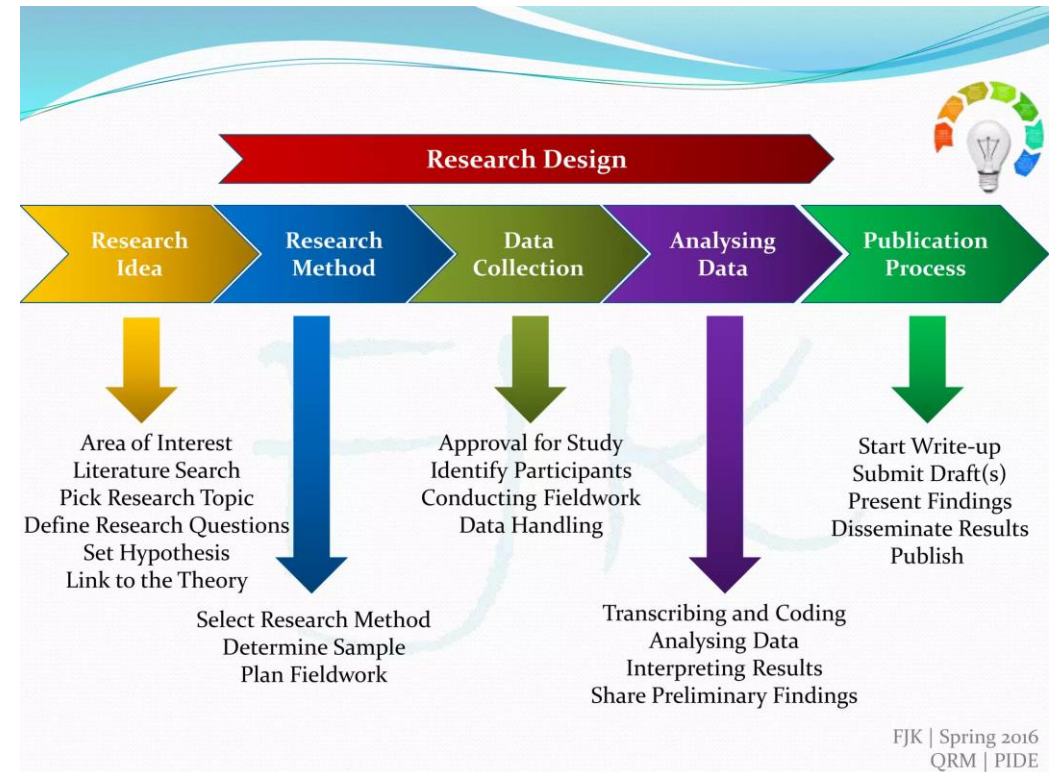 Research Design
Research
Idea
Research
Method
Data
Collection
Analysing
Data
Publication
Process
Area of Interest
Literature Search
Pick Research Topic
Define Research Questions
Set Hypothesis
Link to the Theory
Select Research Method
Determine Sample
Plan Fieldwork
Approval for Study
Identify Participants
Conducting Fieldwork
Data Handling
Transcribing and Coding
Analysing Data
Interpreting Results
Share Preliminary Findings
Start Write-up
Submit Draft(s)
Present Findings
Disseminate Results
Publish
FJK
FJK | Spring 2016
QRM | PIDE